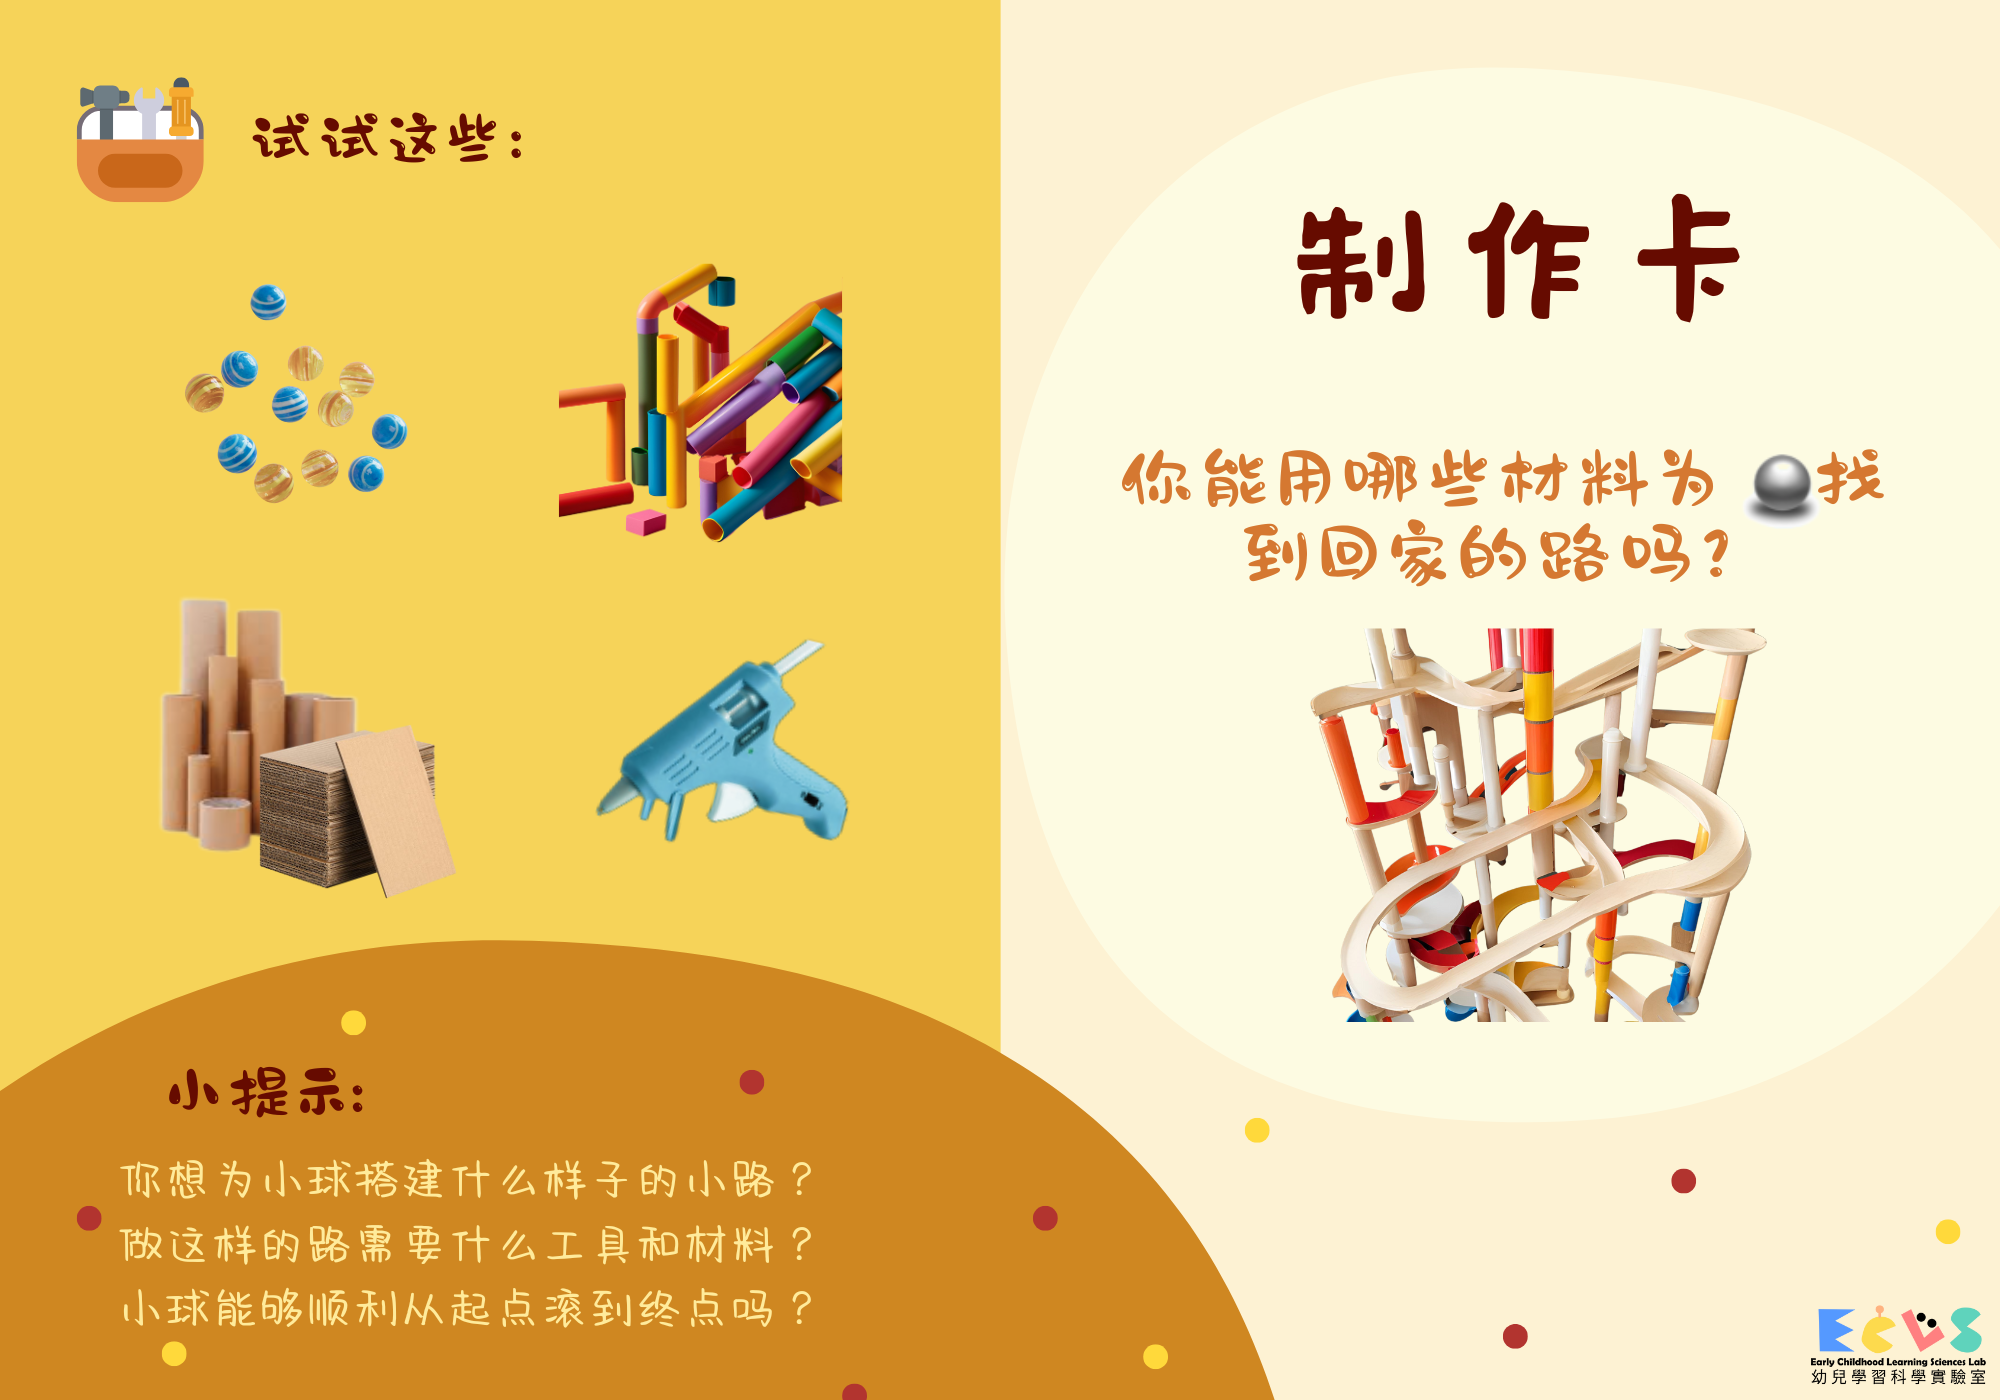 试试这些:
小提示:
你想为小球搭建什么样子的小路?
做这样的路需要什么工具和材料?
小球能够顺利从起点滚到终点吗?
制作卡
你能用哪些材料为 找
到回家的路吗?
ECLS
Early Childhood Learning Sciences Lab
幼兒學習科學實驗室